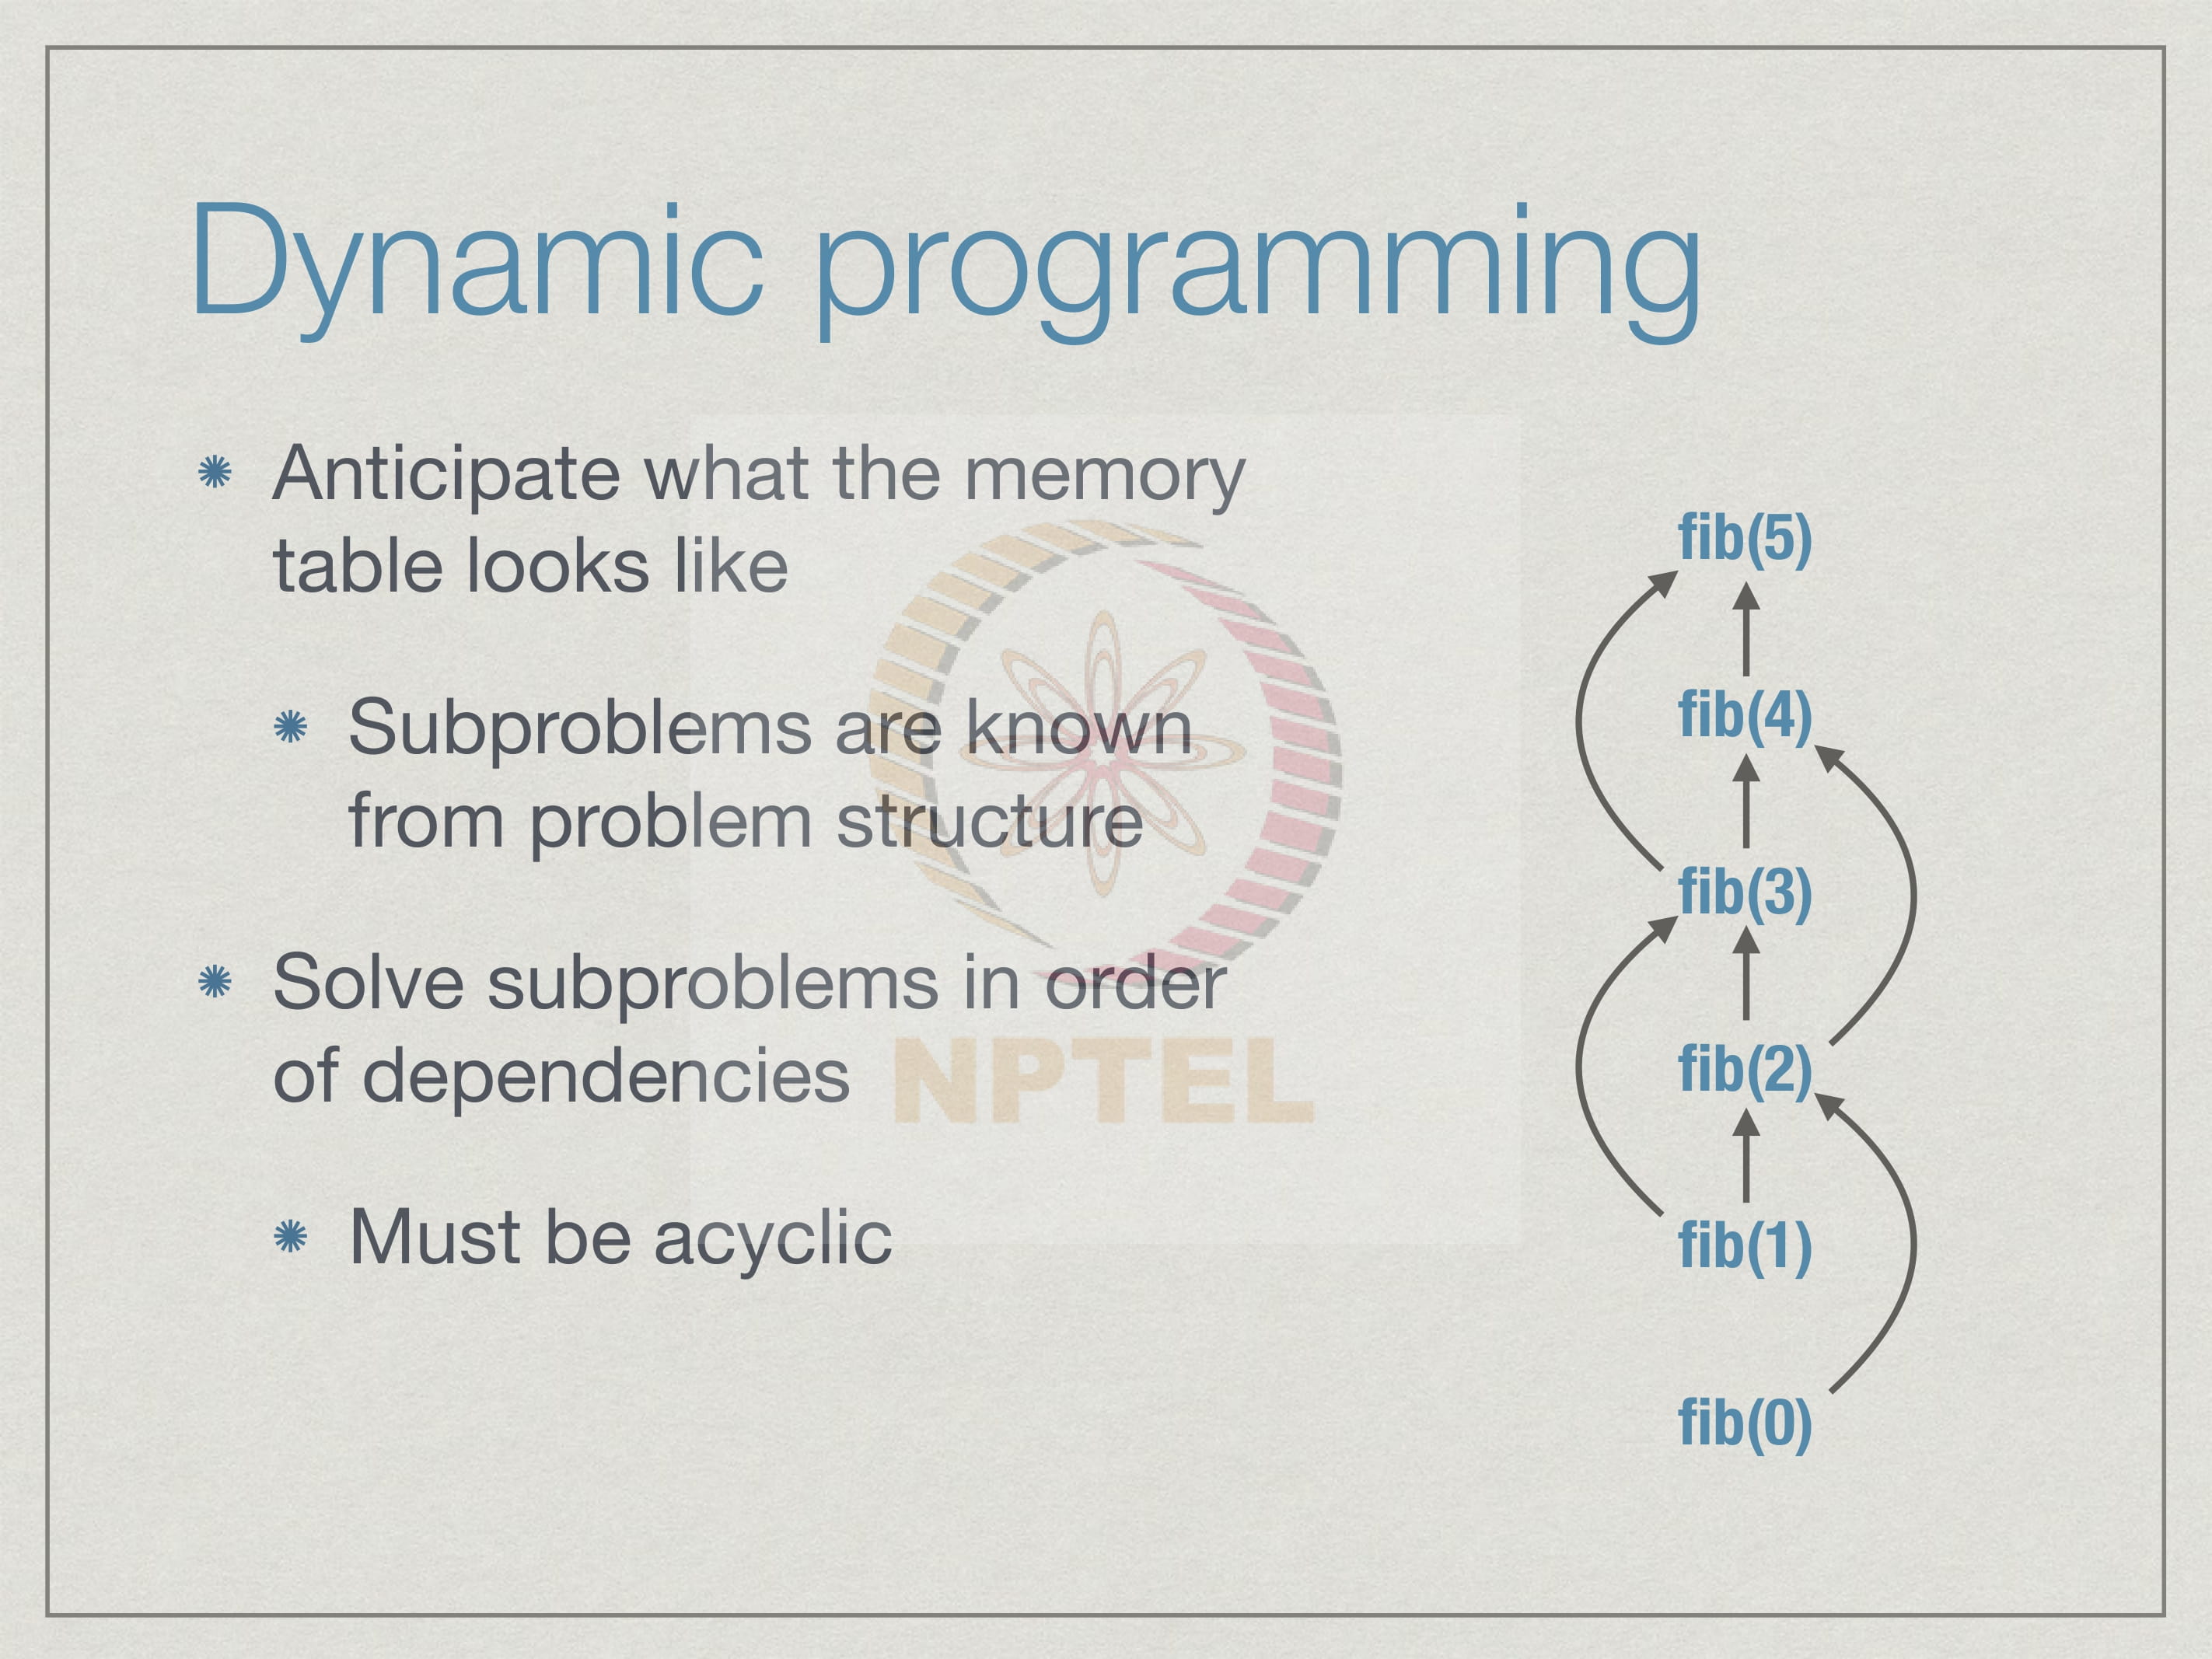 Dynamic programming
Anticipate what the memory
table looks like
Subproblems are known
from problem structure
Solve subproblems in order
of dependencies
Must be acyclic
fib(5)
fib(4)
fib(3)
fib(2)
fib(1)
fib(0)
NPTEL